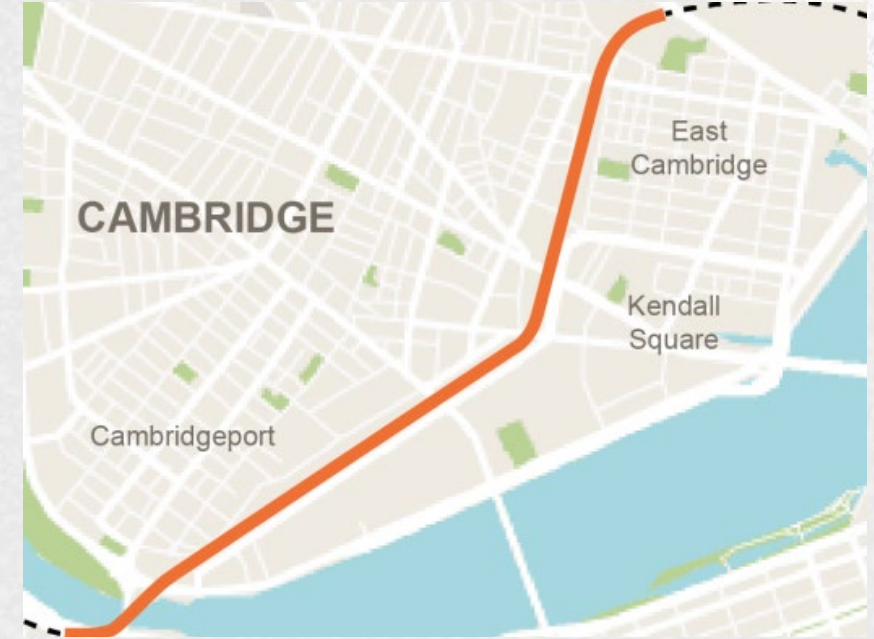 East
Cambridge
CAMBRIDGE
Kendall
Square
Cambridgeport